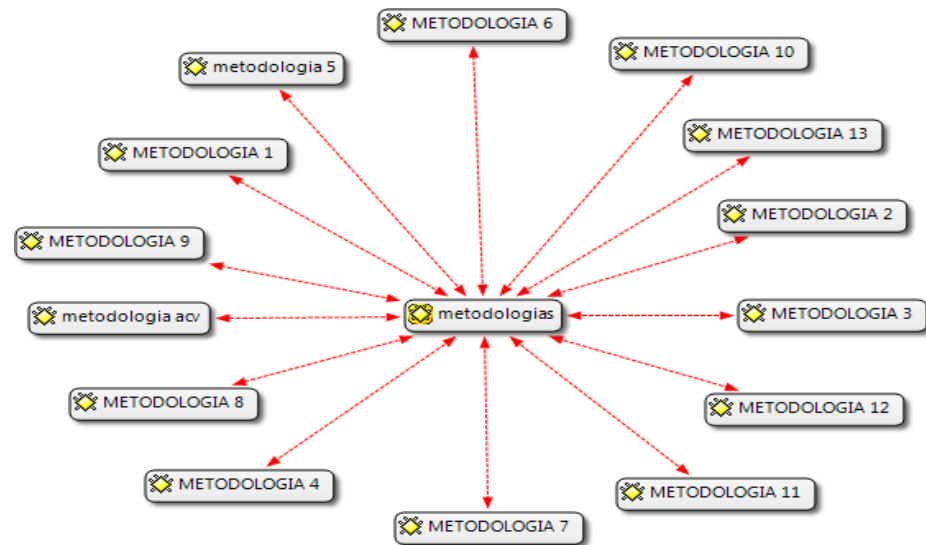 METODOLOGIA 6
METODOLOGIA 10
metodologia 5
METODOLOGIA 13
METODOLOGIA 1
METODOLOGIA 2
METODOLOGIA 9
metodologia acv
metodologias
METODOLOGIA 3
METODOLOGIA 8
METODOLOGIA 12
METODOLOGIA 4
METODOLOGIA 11
METODOLOGIA 7